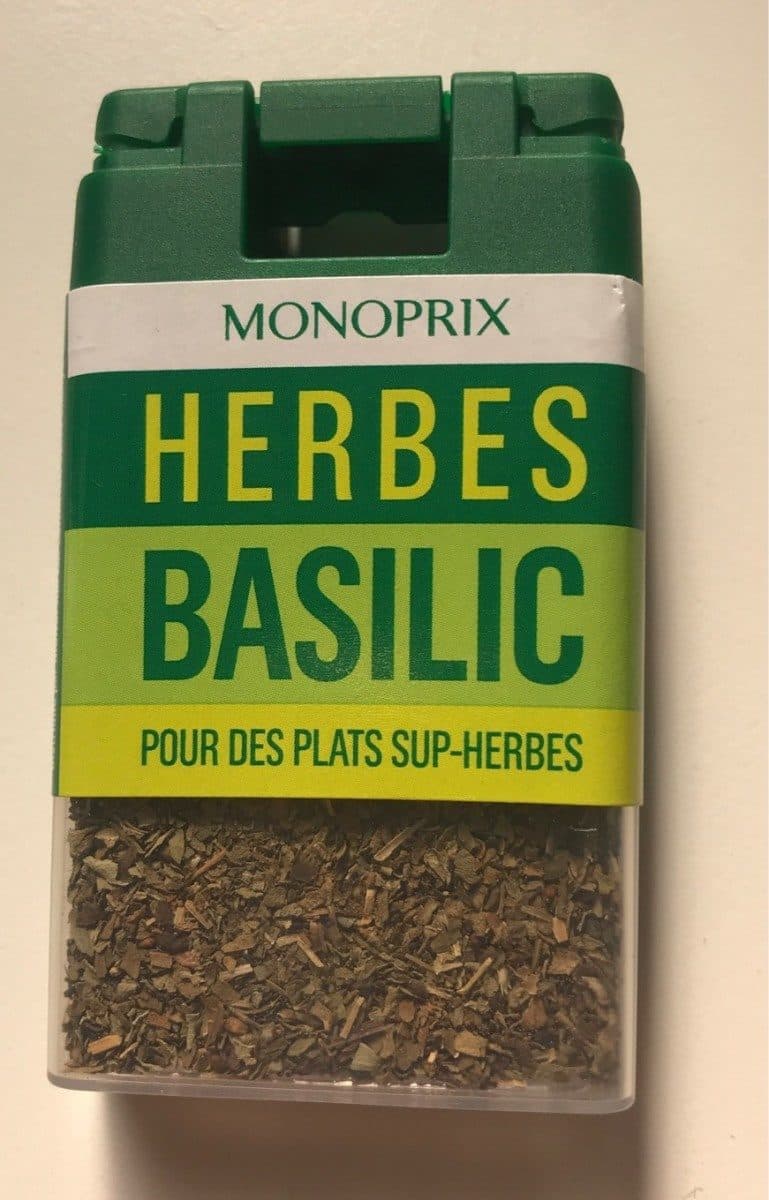 MONOPRIX
HERBES
BASILIC
POUR DES PLATS SUP-HERBES